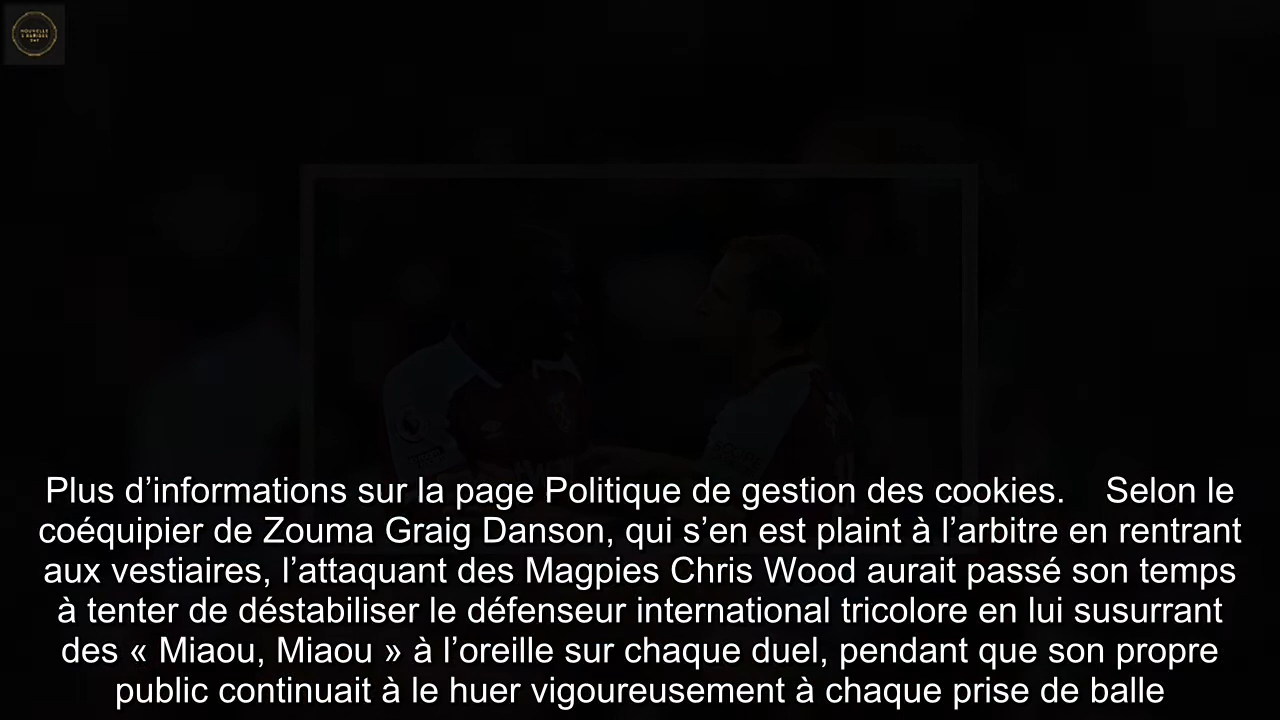 NOUVELLE
Plus d’informations sur la page Politique de gestion des cookies.    Selon le
coéquipier de Zouma Graig Danson, qui s’en est plaint à l’arbitre en rentrant
aux vestiaires, l’attaquant des Magpies Chris Wood aurait passé son temps
à tenter de déstabiliser le défenseur international tricolore en lui susurrant
des « Miaou, Miaou » à l’oreille sur chaque duel, pendant que son propre
public continuait à le huer vigoureusement à chaque prise de balle